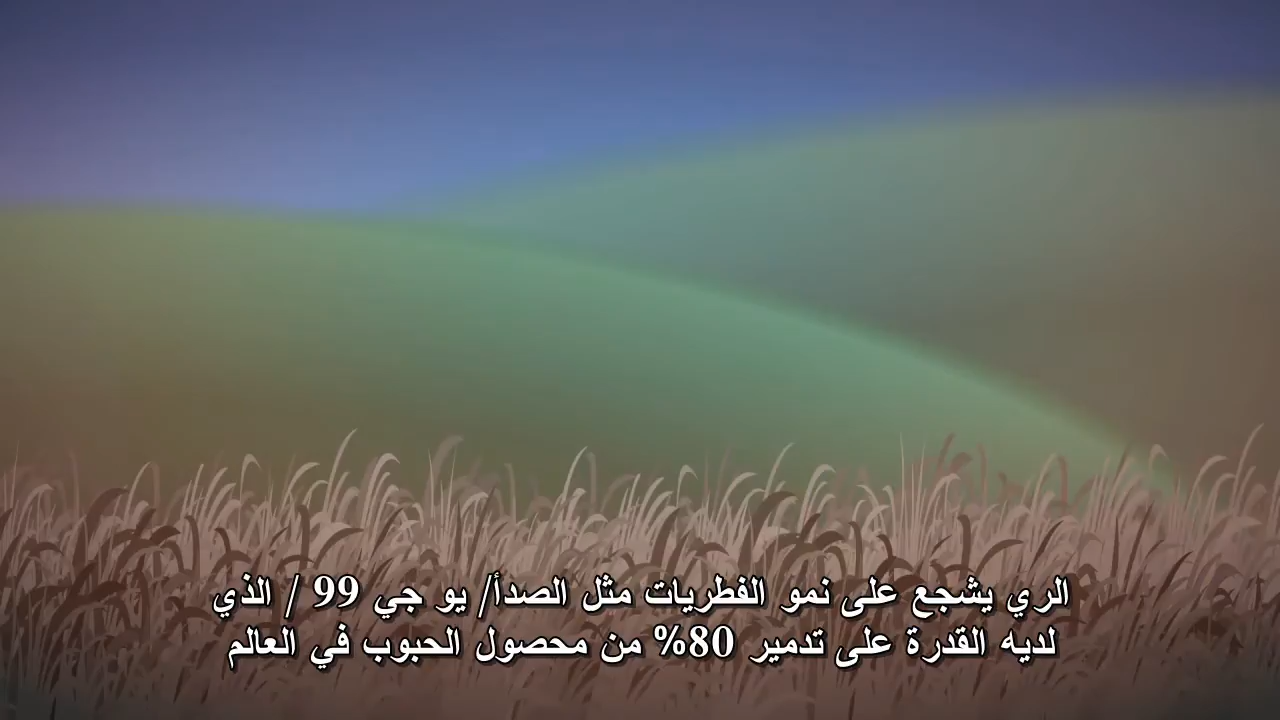 الري يشجع على نمو الفطريات مثل الصدأ/ يو جي 99 / الذي
لديه القدرة على تدمير 80% من محصول الحبوب في العالم